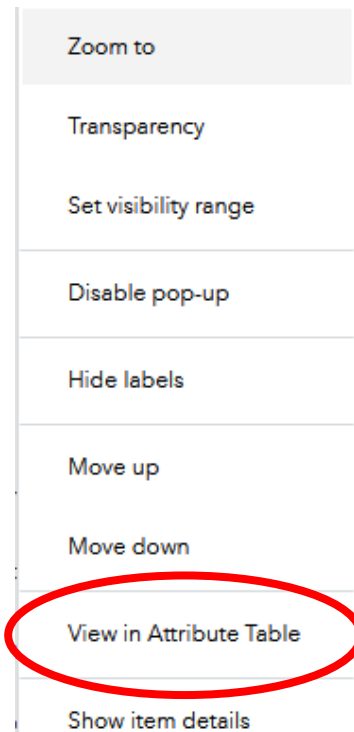 Zoom to
Transparency
Set visibility range
Disable pop-up
Hide labels
Move up
Move down
View in Attribute Table
Show item details